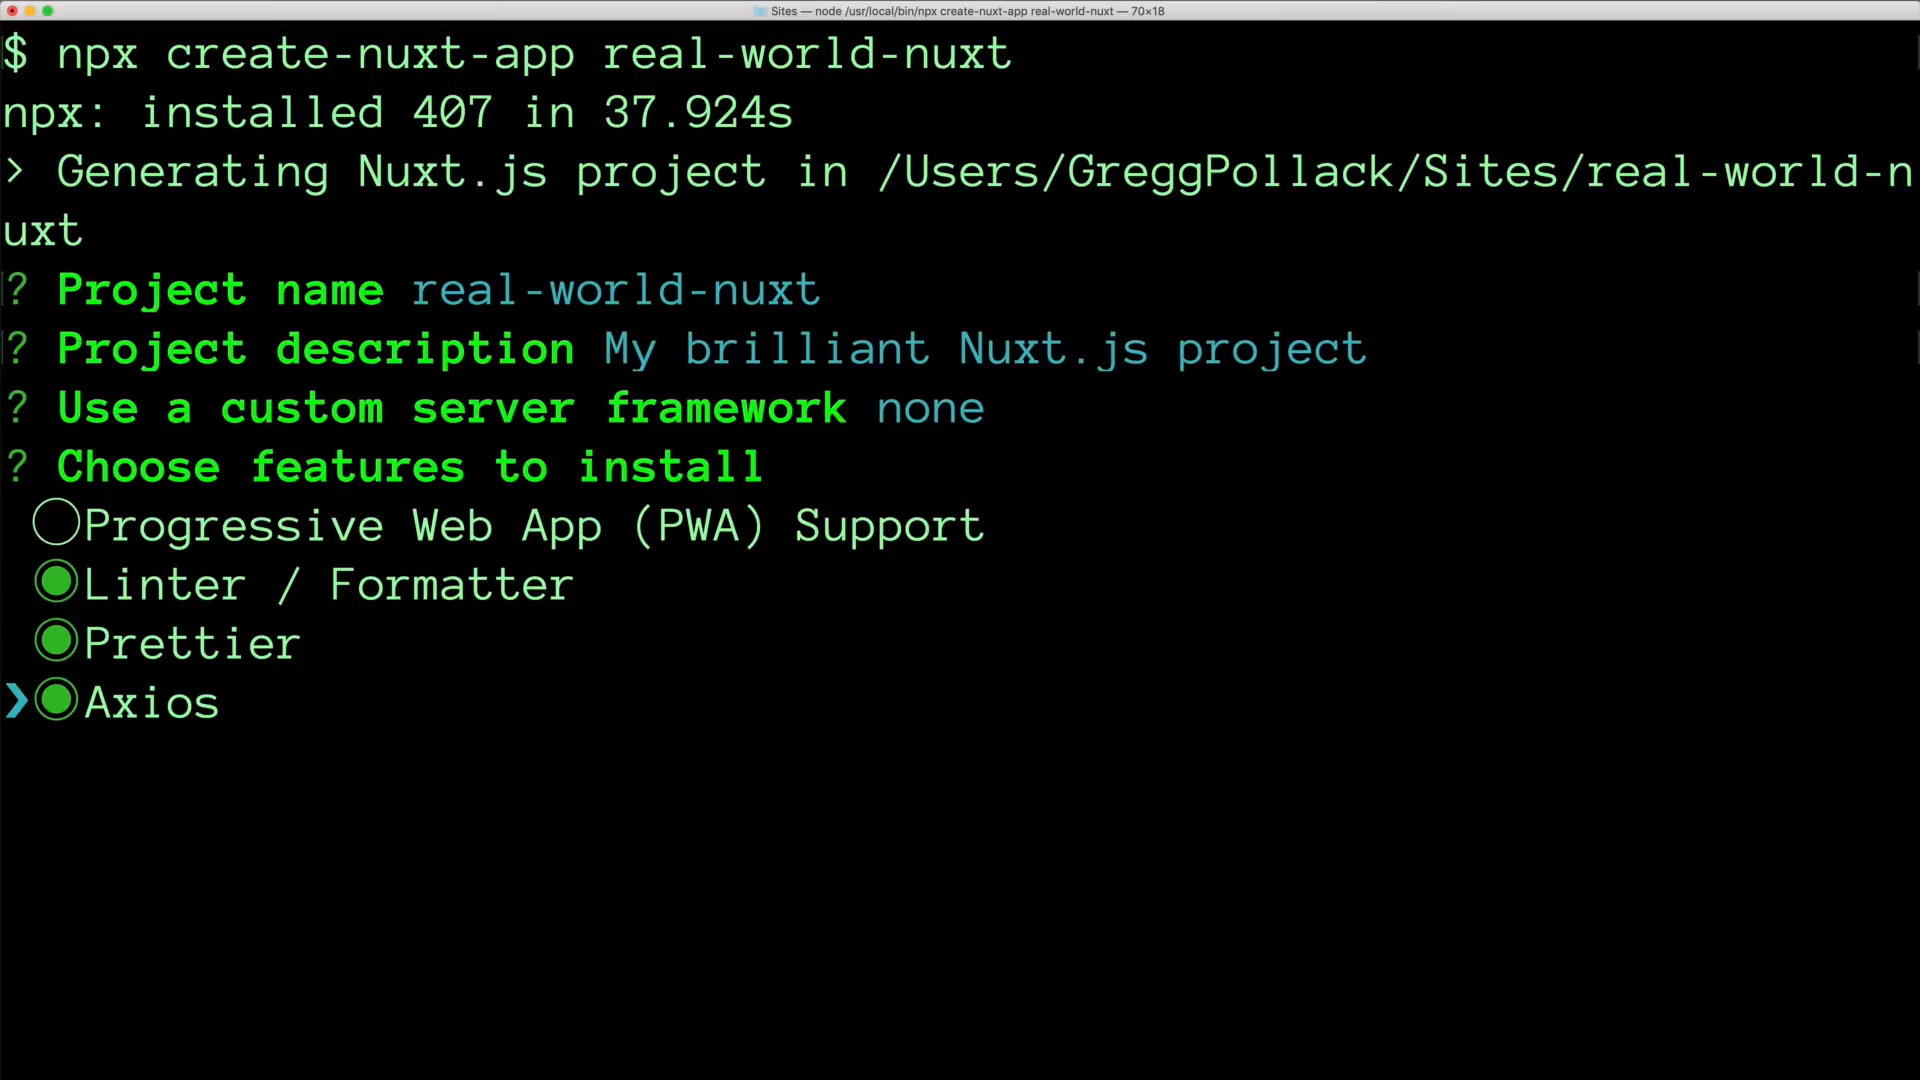 Sites — node /usr/local/bin/npx create-nuxt-app real-world-nuxt — 70×18
$ npx create-nuxt-app real-world-nuxt
npx: installed 407 in 37.924s
> Generating Nuxt.js project in /Users/GreggPollack/Sites/real-world-n
uxt
? Project name real-world-nuxt
? Project description My brilliant Nuxt.js project
? Use a custom server framework none
? Choose features to install
◯Progressive Web App (PWA) Support
◉Linter / Formatter
◉Prettier
❯◉Axios